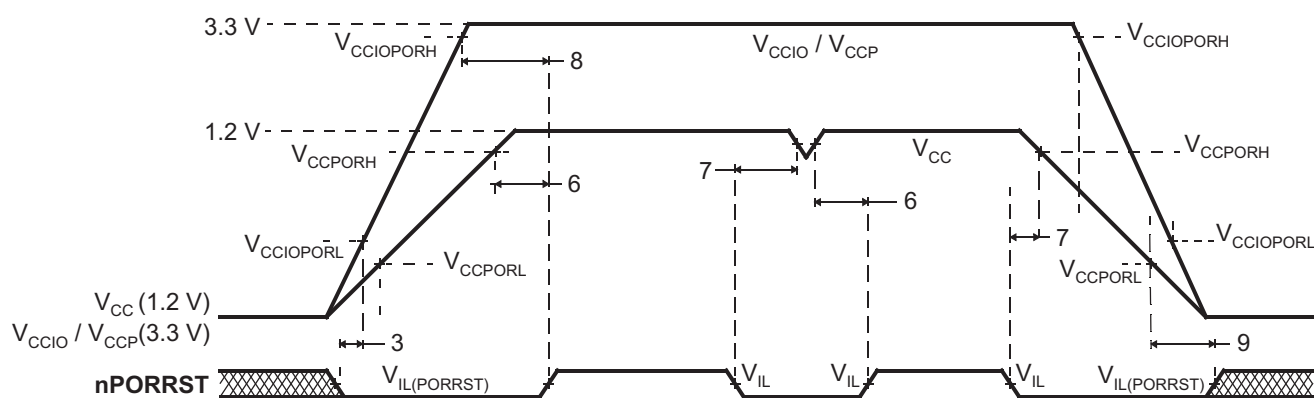 3.3 V
VCCIOPORH
VCCIO / VCCP
VCCIOPORH
8
1.2 V
VCCPORH
VCC
VCCPORH
6
7
6
7
VCCIOPORL
VCCPORL
VCCPORL
VCCIOPORL
VCC (1.2 V)
VCCIO / VCCP(3.3 V)
3
9
nPORRST
VIL(PORRST)
VIL
VIL
VIL
VIL(PORRST)